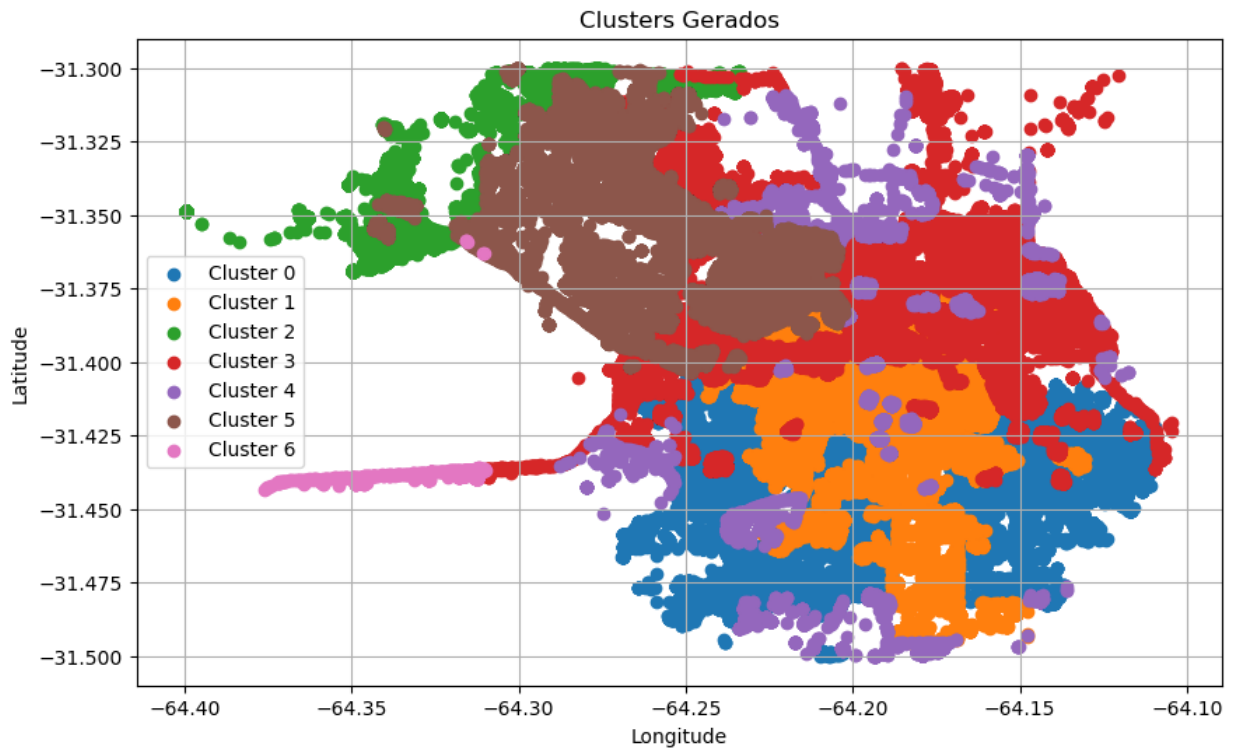 Clusters Gerados
Latitude
−31.300
−31.325
−31.350
−31.375
−31.400
−31.425
−31.450
−31.475
−31.500
Cluster 0
Cluster 1
Cluster 2
Cluster 3
Cluster 4
Cluster 5
Cluster 6
−64.40
−64.35
−64.30
−64.25
−64.20
−64.15
−64.10
Longitude